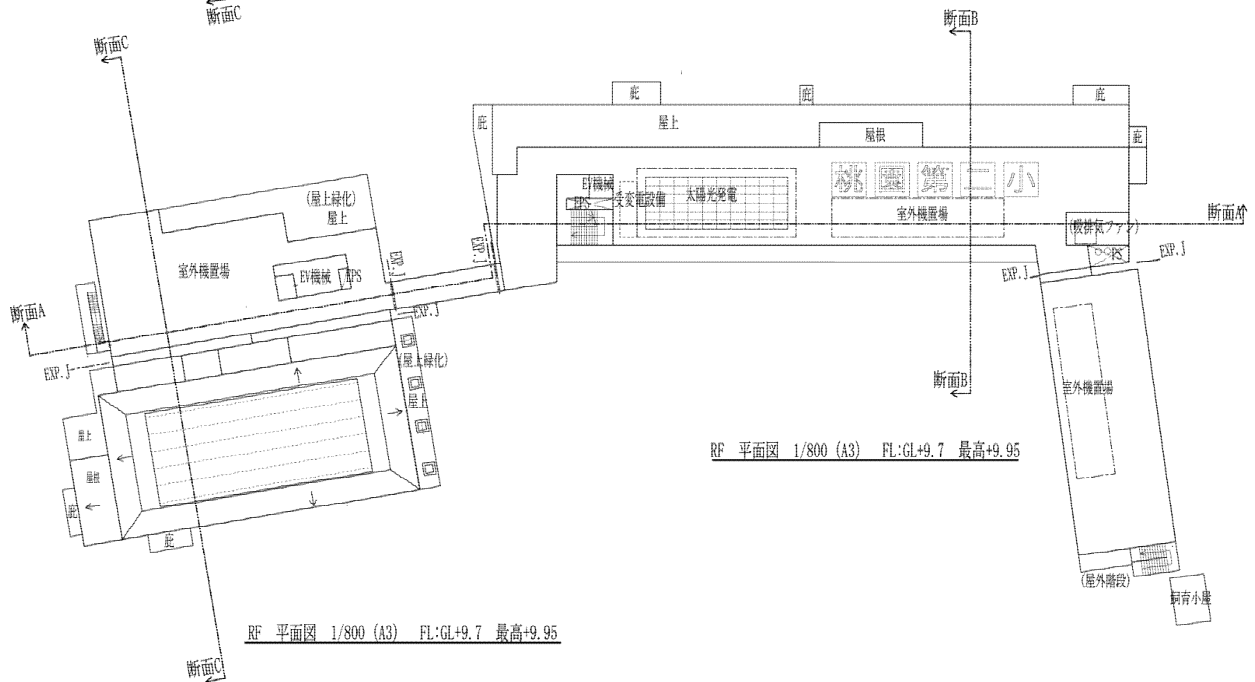 断面C
断面C
断面B
庇
庇
庇
庇
屋上
屋根
庇
EV機械
EPS
受変電設備
太陽光発電
桃園第二小
室外機置場
(吸排気ファン)
PS
断面A
(屋上緑化)
屋上
室外機置場
EV機械
EPS
EXP.J
EXP.J
EXP.J
EXP.J
断面A
EXP.J
EXP.J
(屋上緑化)
屋上
断面B
室外機置場
屋上
屋根
庇
庇
RF 平面図 1/800 (A3) FL:GL+9.7 最高+9.95
(屋外階段)
飼育小屋
RF 平面図 1/800 (A3) FL:GL+9.7 最高+9.95
断面C